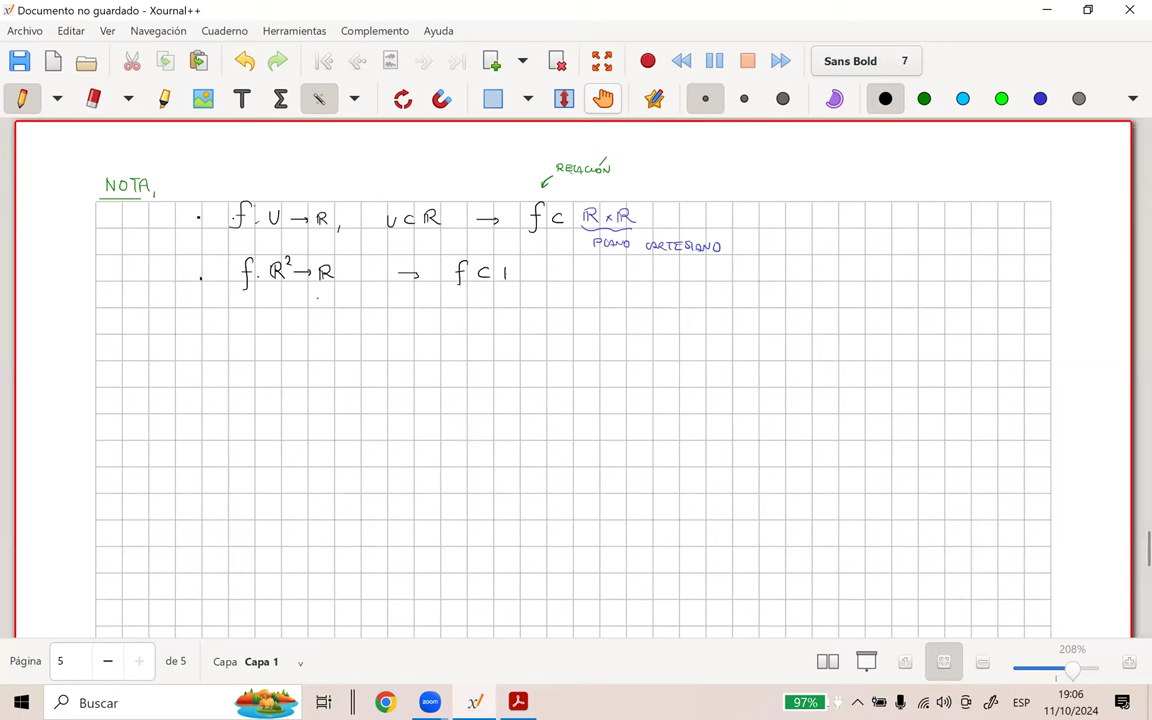 Documento no guardado - Xournal++
Archivo Editar Ver Navegación Cuaderno Herramientas Complemento Ayuda
Sans Bold 7
RELACIÓN
NOTA,
· f: U → ℝ, U ⊂ ℝ → f ⊂ ℝ × ℝ
PLANO CARTESIANO
· f: ℝ² → ℝ → f ⊂
Página 5 de 5 Capa Capa 1 208%
Buscar zoom 97% ESP 19:06
11/10/2024